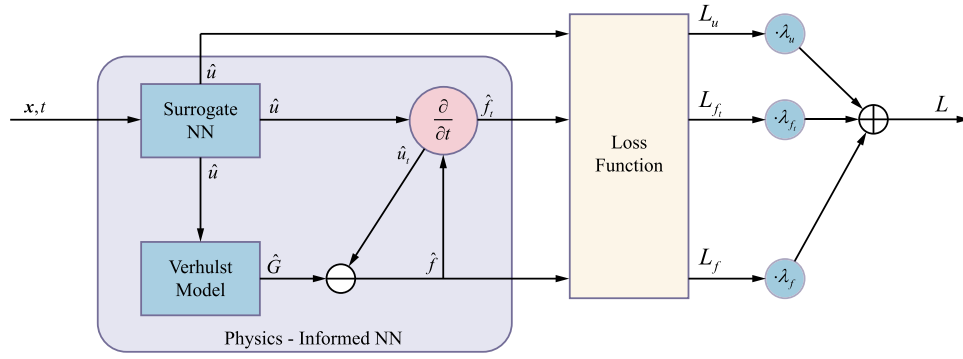 L_u
·λ_u
û
x,t
Surrogate
NN
û
∂
∂t
f̂_t
L_{f_t}
·λ_{f_t}
L
Loss
Function
û_t
û
Verhulst
Model
Ĝ
f̂
L_f
·λ_f
Physics - Informed NN